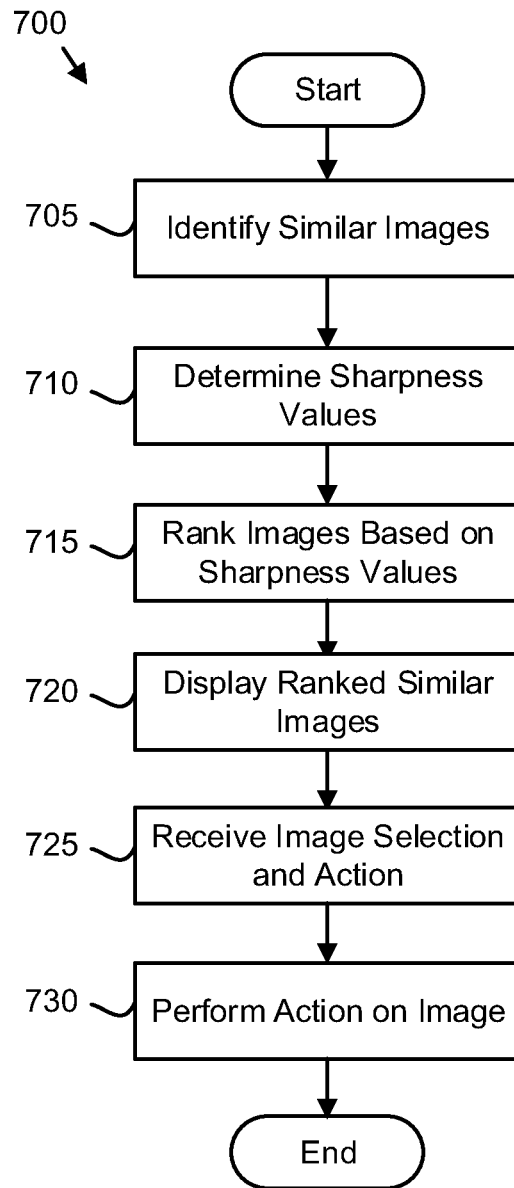 700
Start
705
Identify Similar Images
710
Determine Sharpness
Values
715
Rank Images Based on
Sharpness Values
720
Display Ranked Similar
Images
725
Receive Image Selection
and Action
730
Perform Action on Image
End